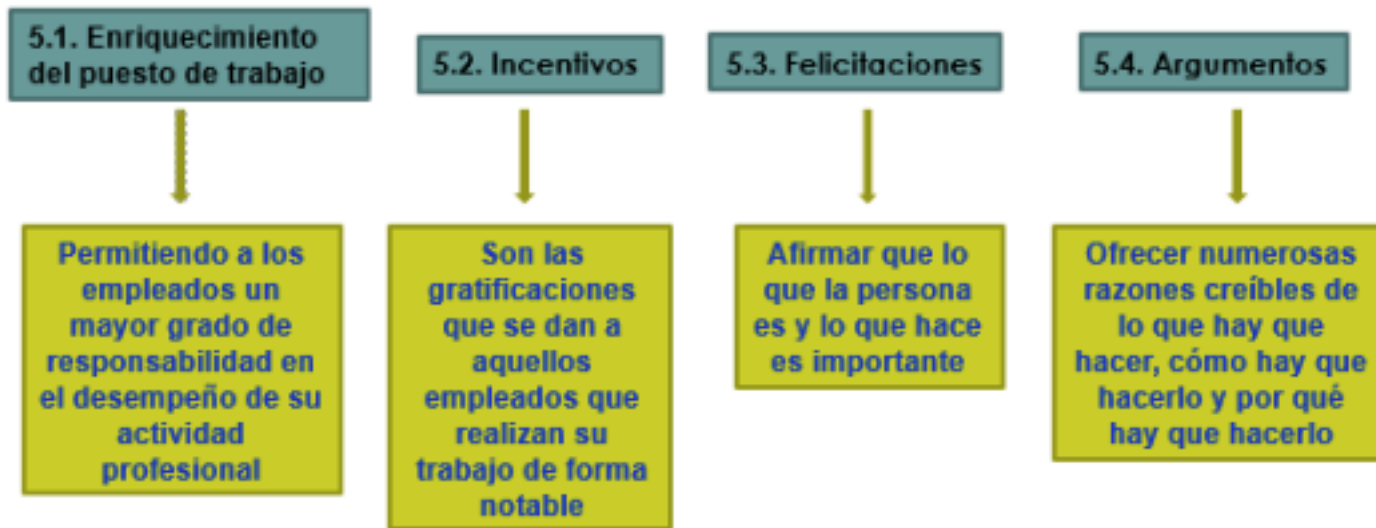 5.1. Enriquecimiento
del puesto de trabajo
5.2. Incentivos
5.3. Felicitaciones
5.4. Argumentos
Permitiendo a los
empleados un
mayor grado de
responsabilidad en
el desempeño de su
actividad
profesional
Son las
gratificaciones
que se dan a
aquellos
empleados que
realizan su
trabajo de forma
notable
Afirmar que lo
que la persona
es y lo que hace
es importante
Ofrecer numerosas
razones creíbles de
lo que hay que
hacer, cómo hay que
hacerlo y por qué
hay que hacerlo